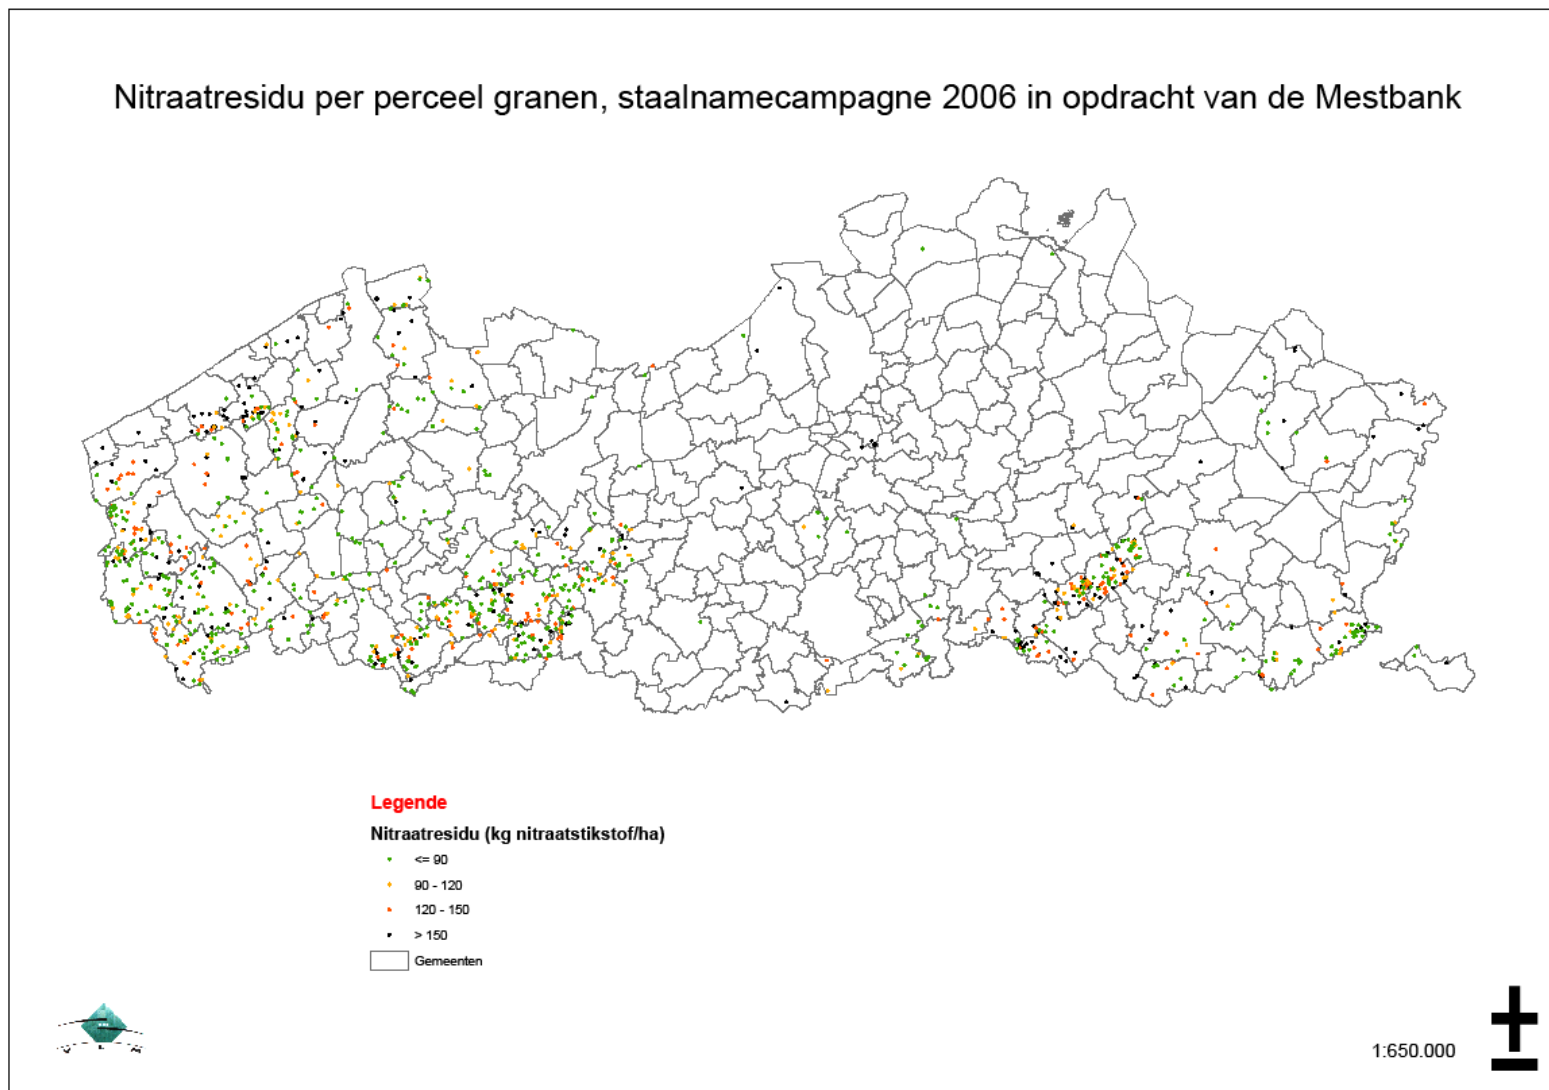 Nitraatresidu per perceel granen, staalnamecampagne 2006 in opdracht van de Mestbank
Legende
Nitraatresidu (kg nitraatstikstof/ha)
<= 90
90 - 120
120 - 150
> 150
Gemeenten
V L M
1:650.000